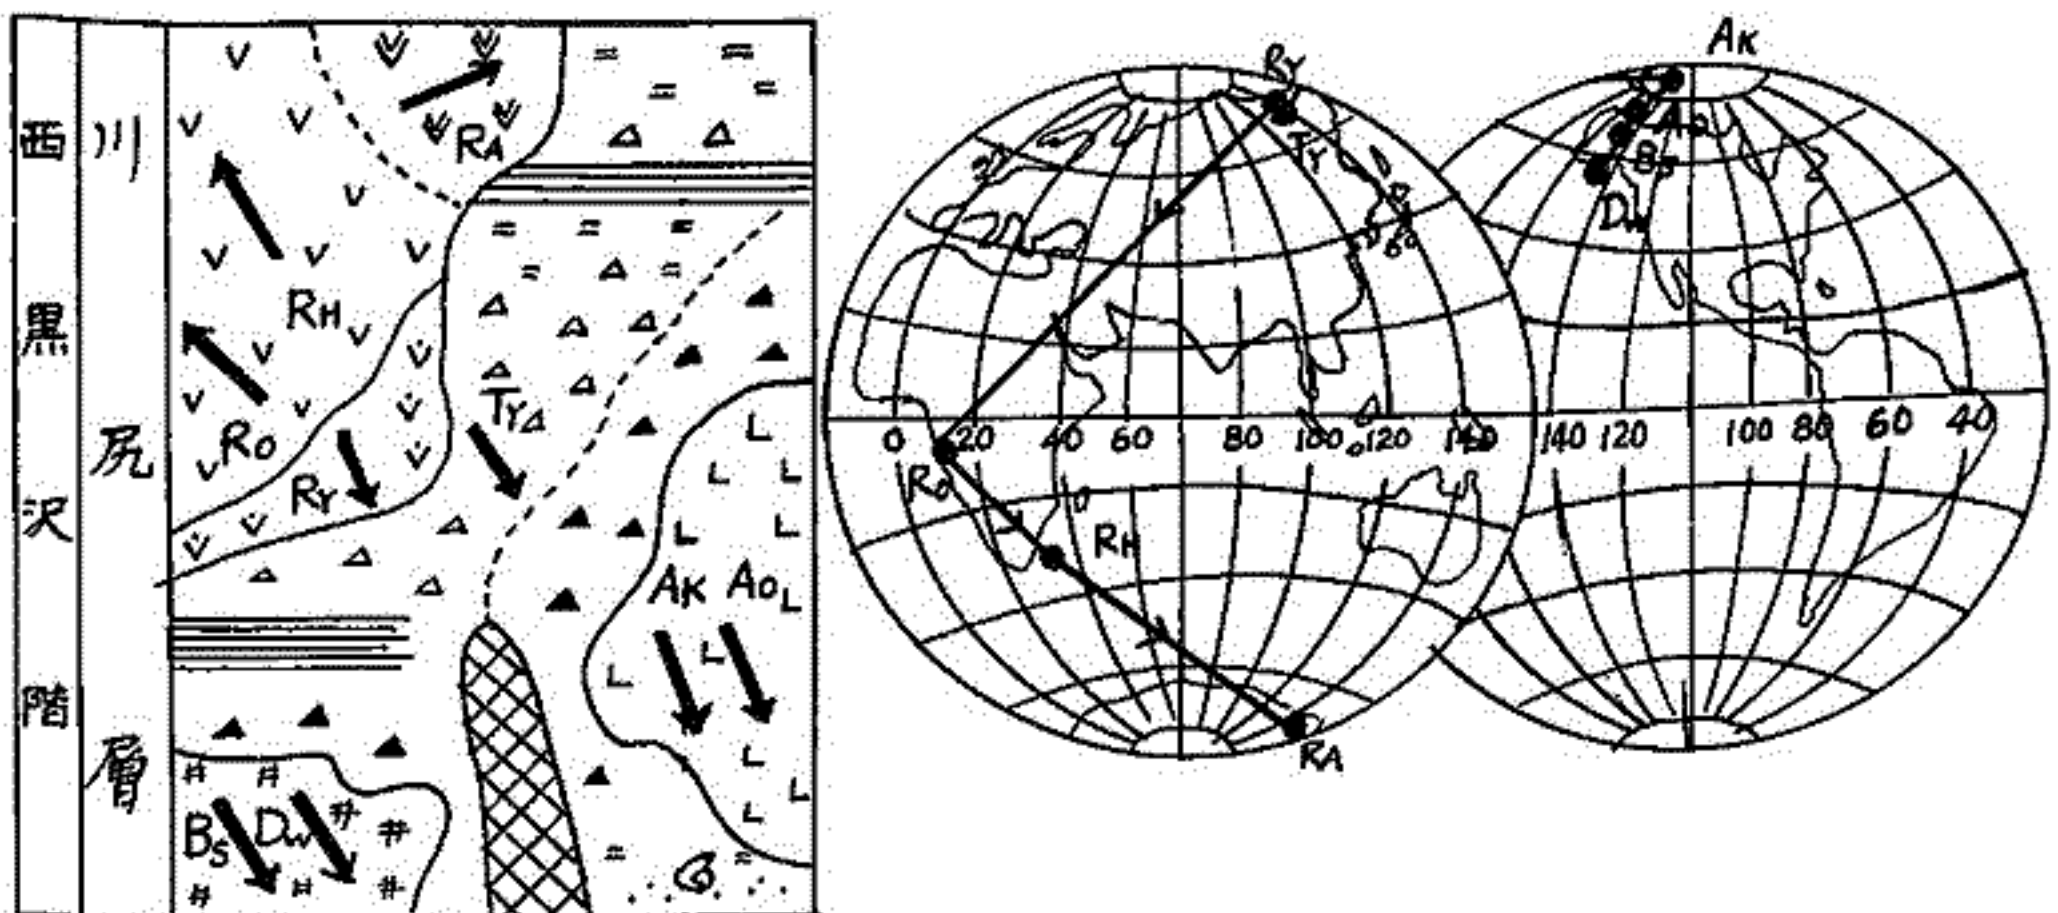 西黒沢階
川尻層
RA
RH
RO
RY
TY
AK AO
BS DW
RY
TY
RO
RH
RA
0 20 40 60 80 100 120 140
AK
AO
BS
DW
140 120 100 80 60 40